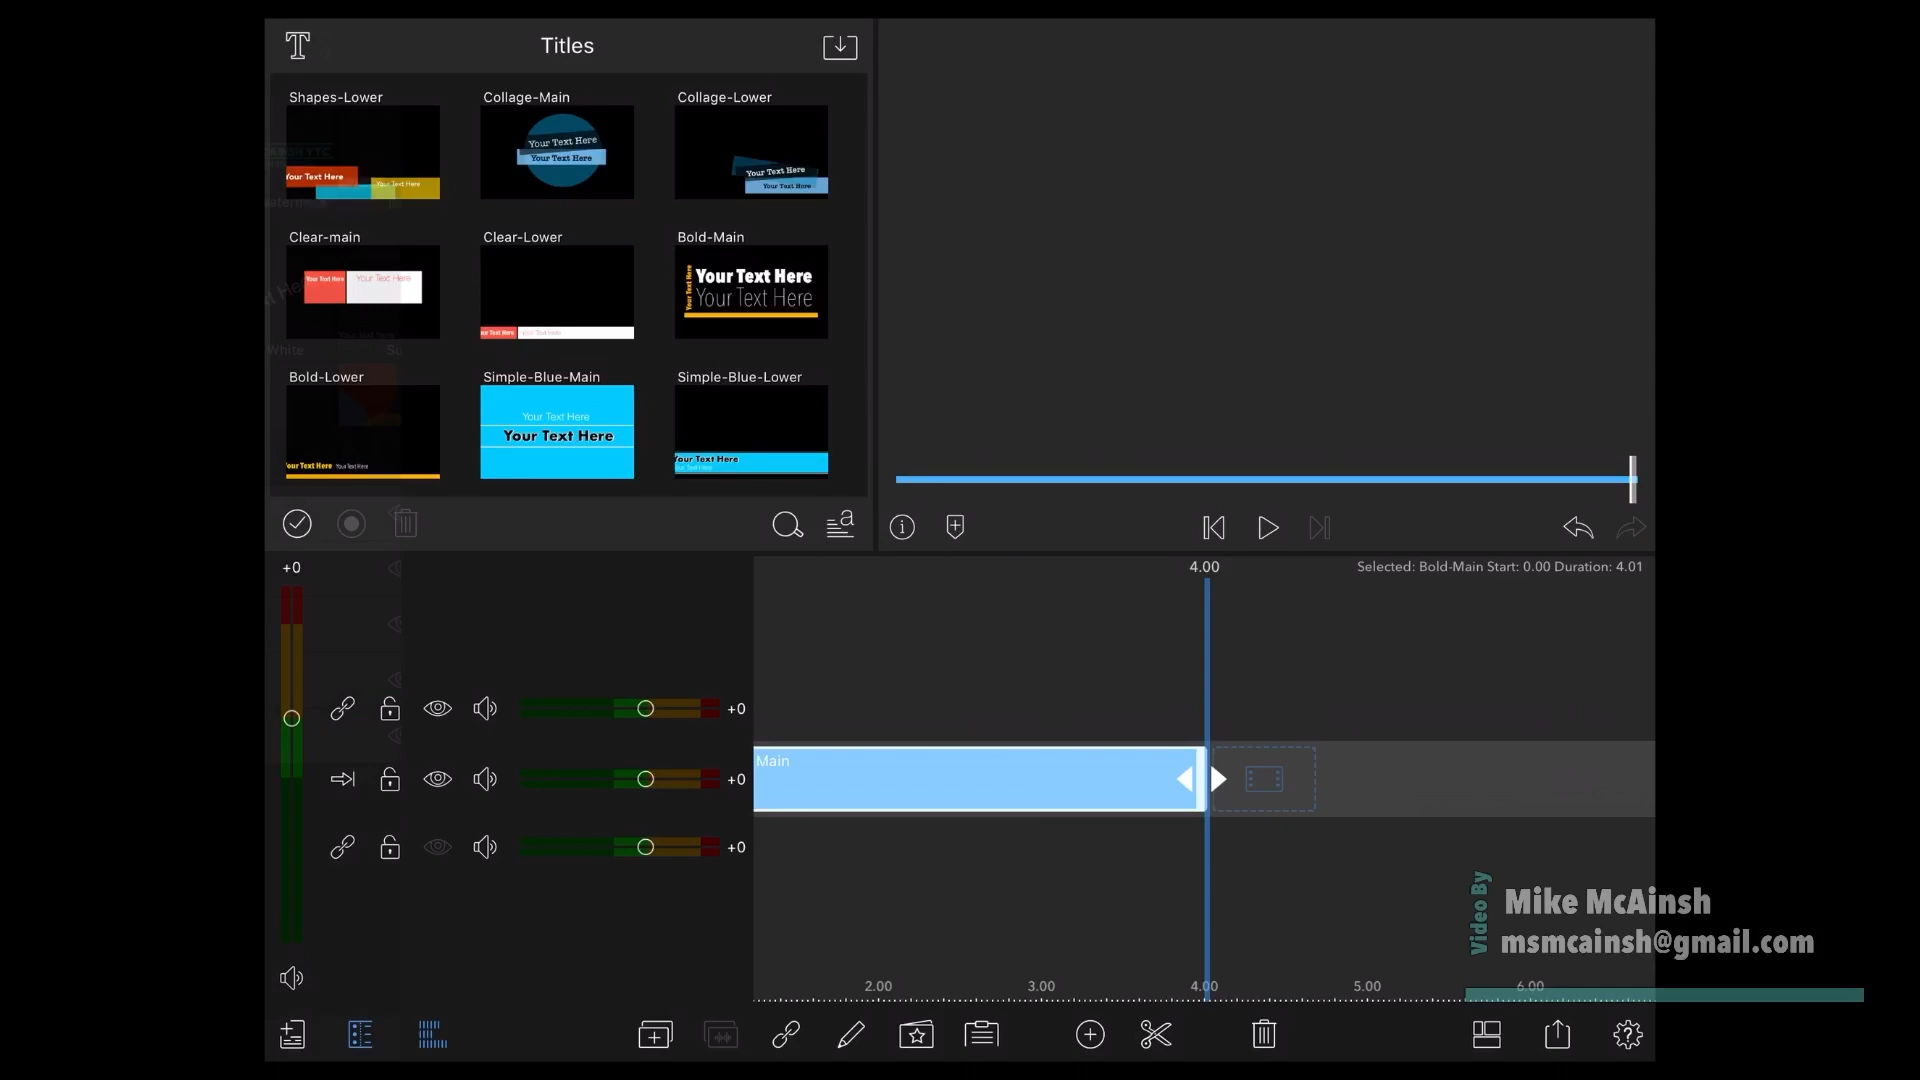 Titles
Shapes-Lower
Collage-Main
Collage-Lower
Your Text Here
Your Text Here
Your Text Here
Your Text Here
Your Text Here
Your Text Here
Clear-main
Clear-Lower
Bold-Main
Your Text Here
Your Text Here
Your Text Here
Your Text Here
Your Text Here
Text Here
Your Text Here
White
Bold-Lower
Simple-Blue-Main
Simple-Blue-Lower
Your Text Here
Your Text Here
Your Text Here
Your Text Here
Your Text Here
a
+0
4.00
Selected: Bold-Main Start: 0.00 Duration: 4.01
+0
Main
+0
+0
Video By
Mike McAinsh
msmcainsh@gmail.com
2.00 3.00 4.00 5.00 6.00